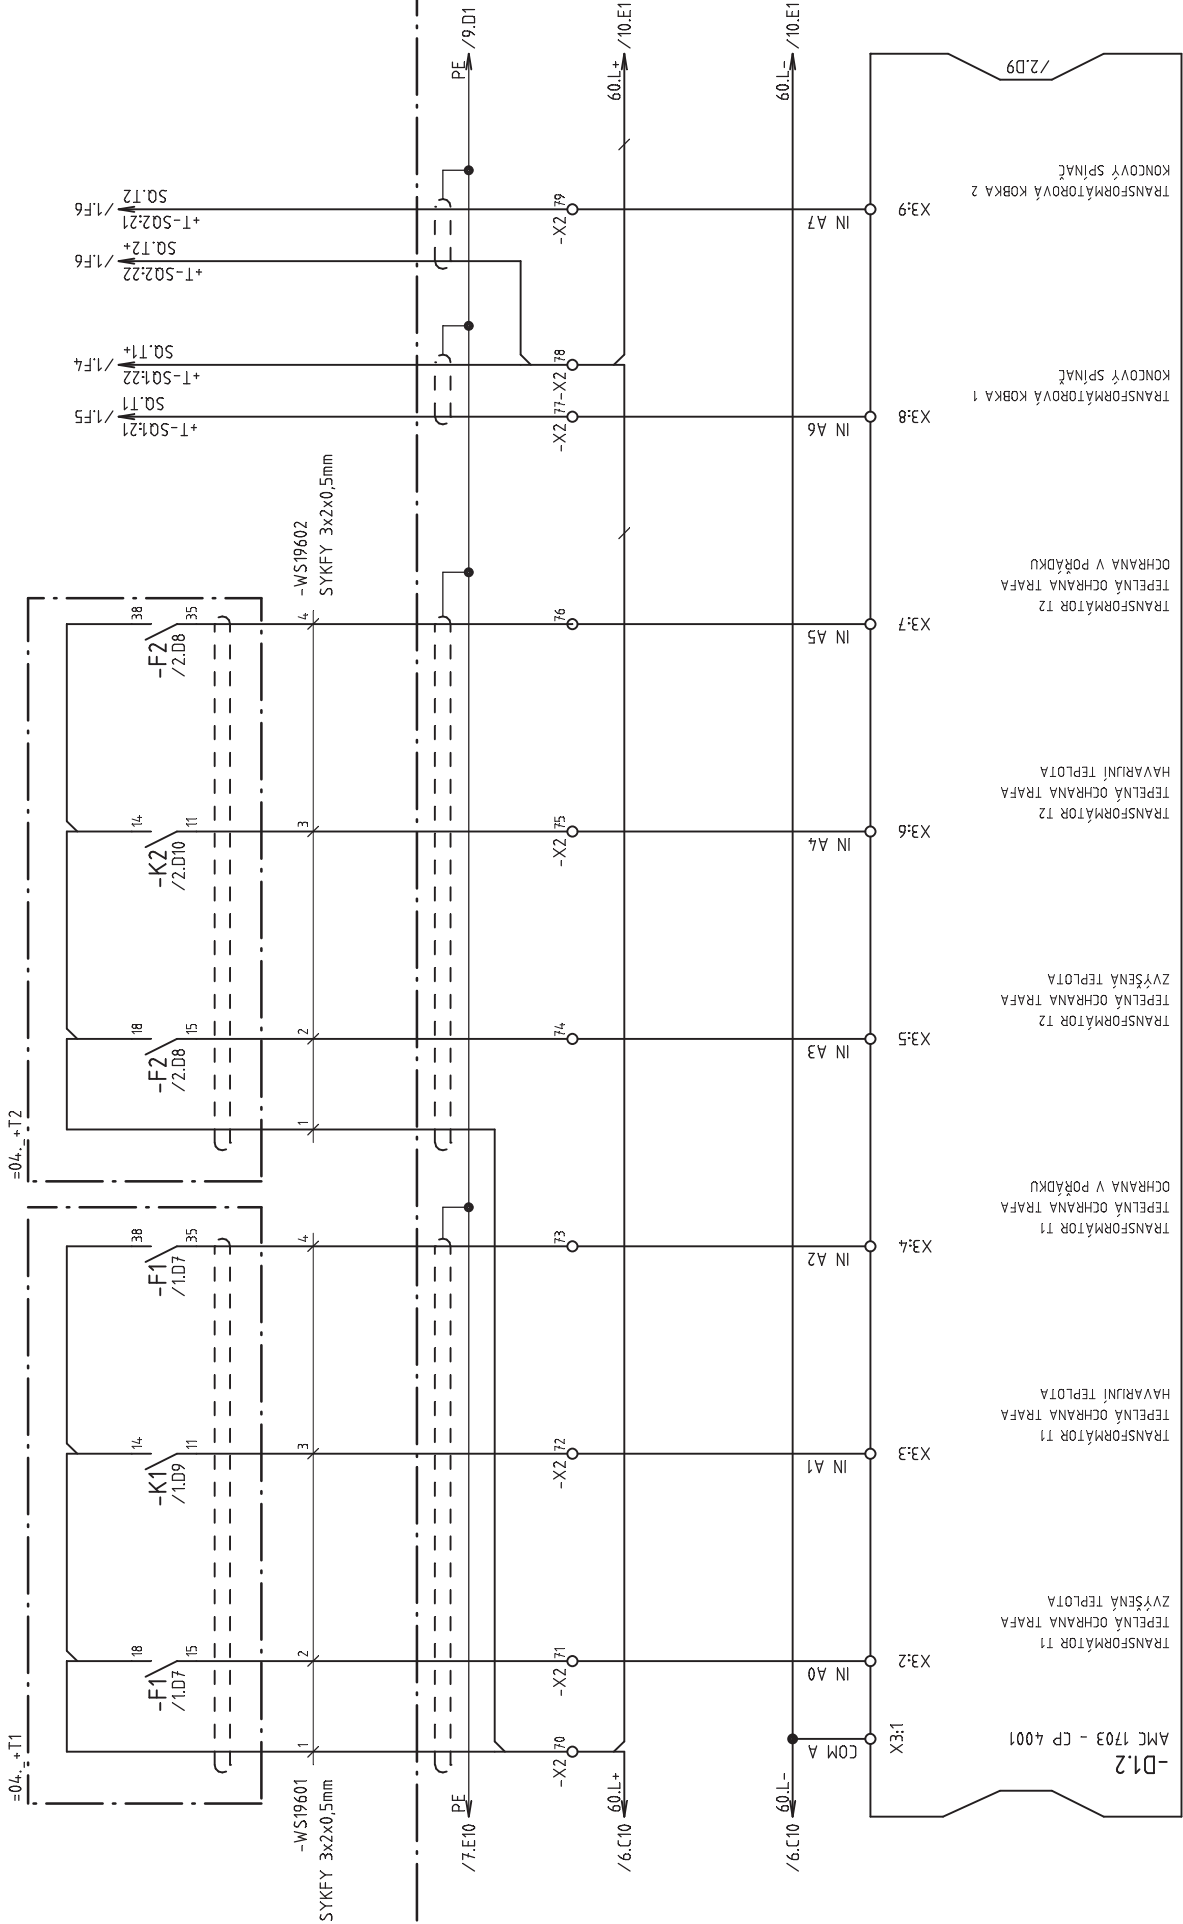 =04._+T1
=04._+T2
-F1
/1.D7
18
15
-K1
/1.D9
14
11
-F1
/1.D7
38
35
-F2
/2.D8
18
15
-K2
/2.D10
14
11
-F2
/2.D8
38
35
/1.F5
SQ.T1
+T-SQ1:21
/1.F4
SQ.T1+
+T-SQ1:22
/1.F6
SQ.T2+
+T-SQ2:22
/1.F6
SQ.T2
+T-SQ2:21
-WS19601
SYKFY 3x2x0,5mm
1
2
3
4
-WS19602
SYKFY 3x2x0,5mm
1
2
3
4
/7.E10
PE
PE
/9.D1
-X2
70
-X2
71
-X2
72
73
74
-X2
75
76
-X2
77
-X2
78
-X2
79
/6.C10
60.L+
60.L+
/10.E1
/6.C10
60.L-
60.L-
/10.E1
COM A
IN A0
IN A1
IN A2
IN A3
IN A4
IN A5
IN A6
IN A7
X3:1
X3:2
X3:3
X3:4
X3:5
X3:6
X3:7
X3:8
X3:9
-D1.2
AMC 1703 - CP 4001
/2.D9
TRANSFORMÁTOR T1
TEPELNÁ OCHRANA TRAFA
ZVÝŠENÁ TEPLOTA
TRANSFORMÁTOR T1
TEPELNÁ OCHRANA TRAFA
HAVARIJNÍ TEPLOTA
TRANSFORMÁTOR T1
TEPELNÁ OCHRANA TRAFA
OCHRANA V POŘÁDKU
TRANSFORMÁTOR T2
TEPELNÁ OCHRANA TRAFA
ZVÝŠENÁ TEPLOTA
TRANSFORMÁTOR T2
TEPELNÁ OCHRANA TRAFA
HAVARIJNÍ TEPLOTA
TRANSFORMÁTOR T2
TEPELNÁ OCHRANA TRAFA
OCHRANA V POŘÁDKU
TRANSFORMÁTOROVÁ KOBKA 1
KONCOVÝ SPÍNAČ
TRANSFORMÁTOROVÁ KOBKA 2
KONCOVÝ SPÍNAČ